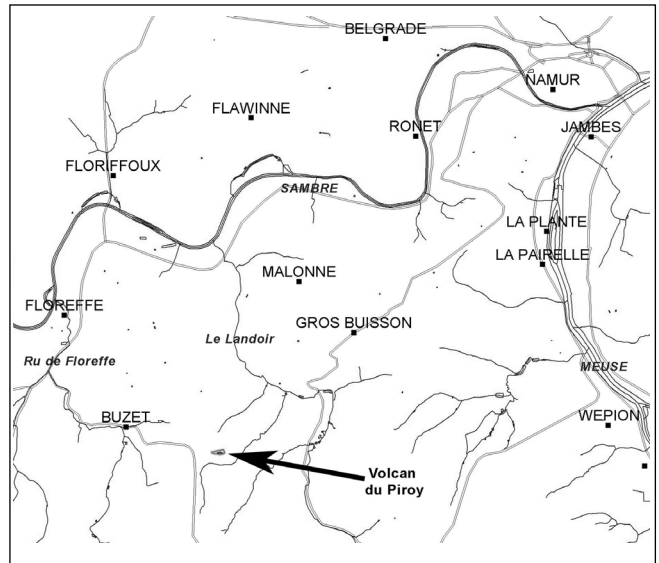 BELGRADE
NAMUR
FLAWINNE
RONET
JAMBES
FLORIFFOUX
SAMBRE
LA PLANTE
LA PAIRELLE
MALONNE
FLOREFFE
GROS BUISSON
Le Landoir
Ru de Floreffe
MEUSE
BUZET
WEPION
Volcan
du Piroy